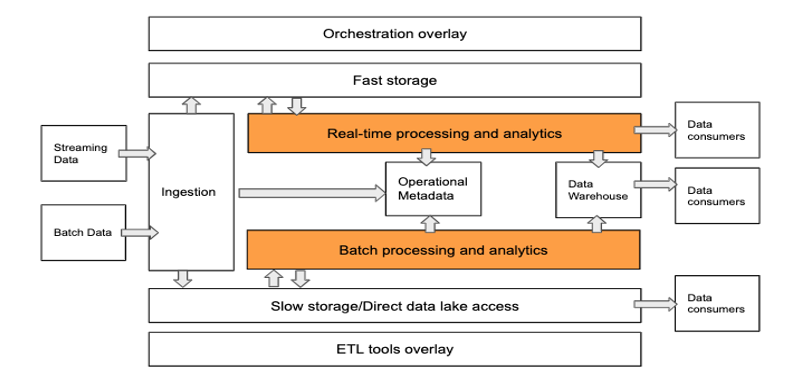 Orchestration overlay
Fast storage
Real-time processing and analytics
Data
consumers
Streaming
Data
Ingestion
Operational
Metadata
Data
Warehouse
Data
consumers
Batch Data
Batch processing and analytics
Slow storage/Direct data lake access
Data
consumers
ETL tools overlay